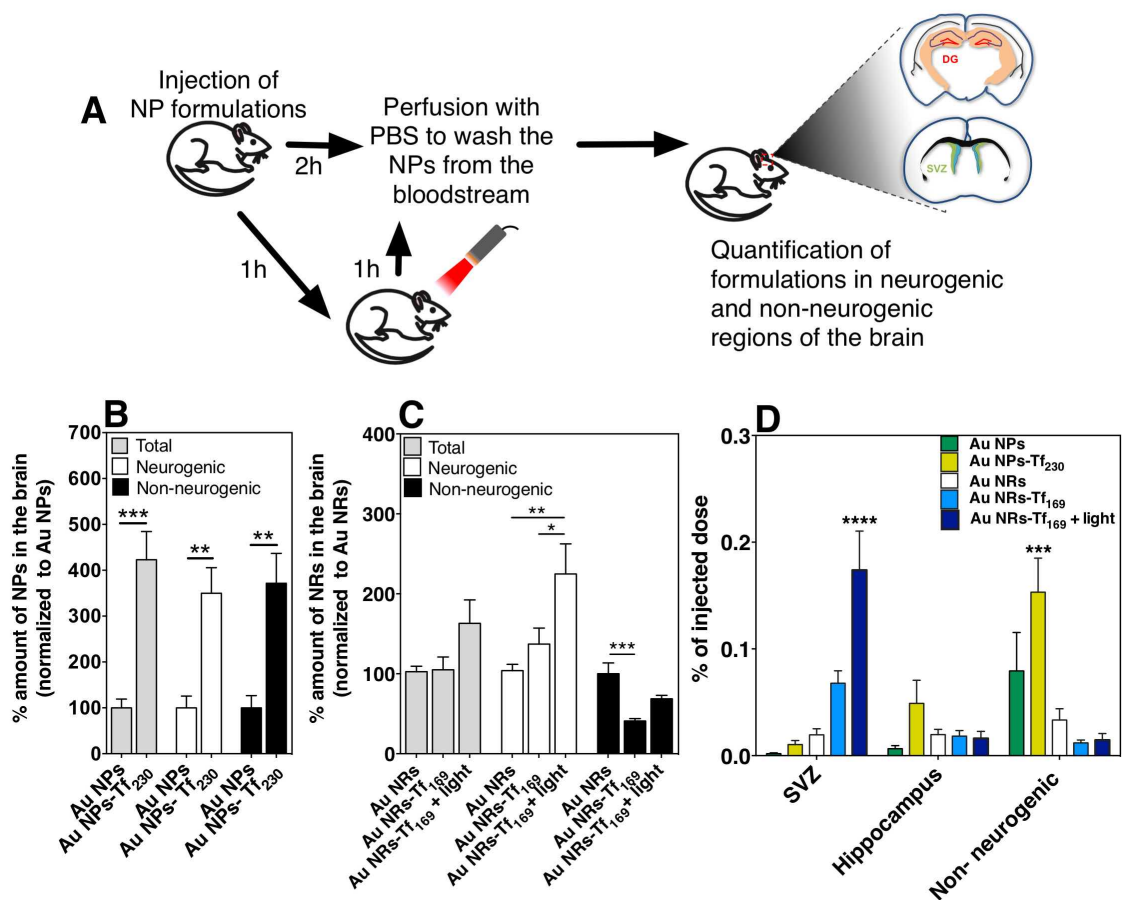 A
Injection of
NP formulations
2h
1h
Perfusion with
PBS to wash the
NPs from the
bloodstream
1h
DG
SVZ
Quantification of
formulations in neurogenic
and non-neurogenic
regions of the brain
B
% amount of NPs in the brain
(normalized to Au NPs)
700
600
500
400
300
200
100
0
Total
Neurogenic
Non-neurogenic
***
**
**
Au NPs
Au NPs-Tf230
Au NPs
Au NPs- Tf230
Au NPs
Au NPs- Tf230
C
% amount of NRs in the brain
(normalized to Au NRs)
400
300
200
100
0
Total
Neurogenic
Non-neurogenic
**
*
***
Au NRs
Au NRs-Tf169
Au NRs-Tf169 + light
Au NRs
Au NRs-Tf169
Au NRs-Tf169 + light
Au NRs
Au NRs-Tf169
Au NRs-Tf169 + light
D
% of injected dose
0.3
0.2
0.1
0.0
Au NPs
Au NPs-Tf230
Au NRs
Au NRs-Tf169
Au NRs-Tf169 + light
****
***
SVZ
Hippocampus
Non- neurogenic